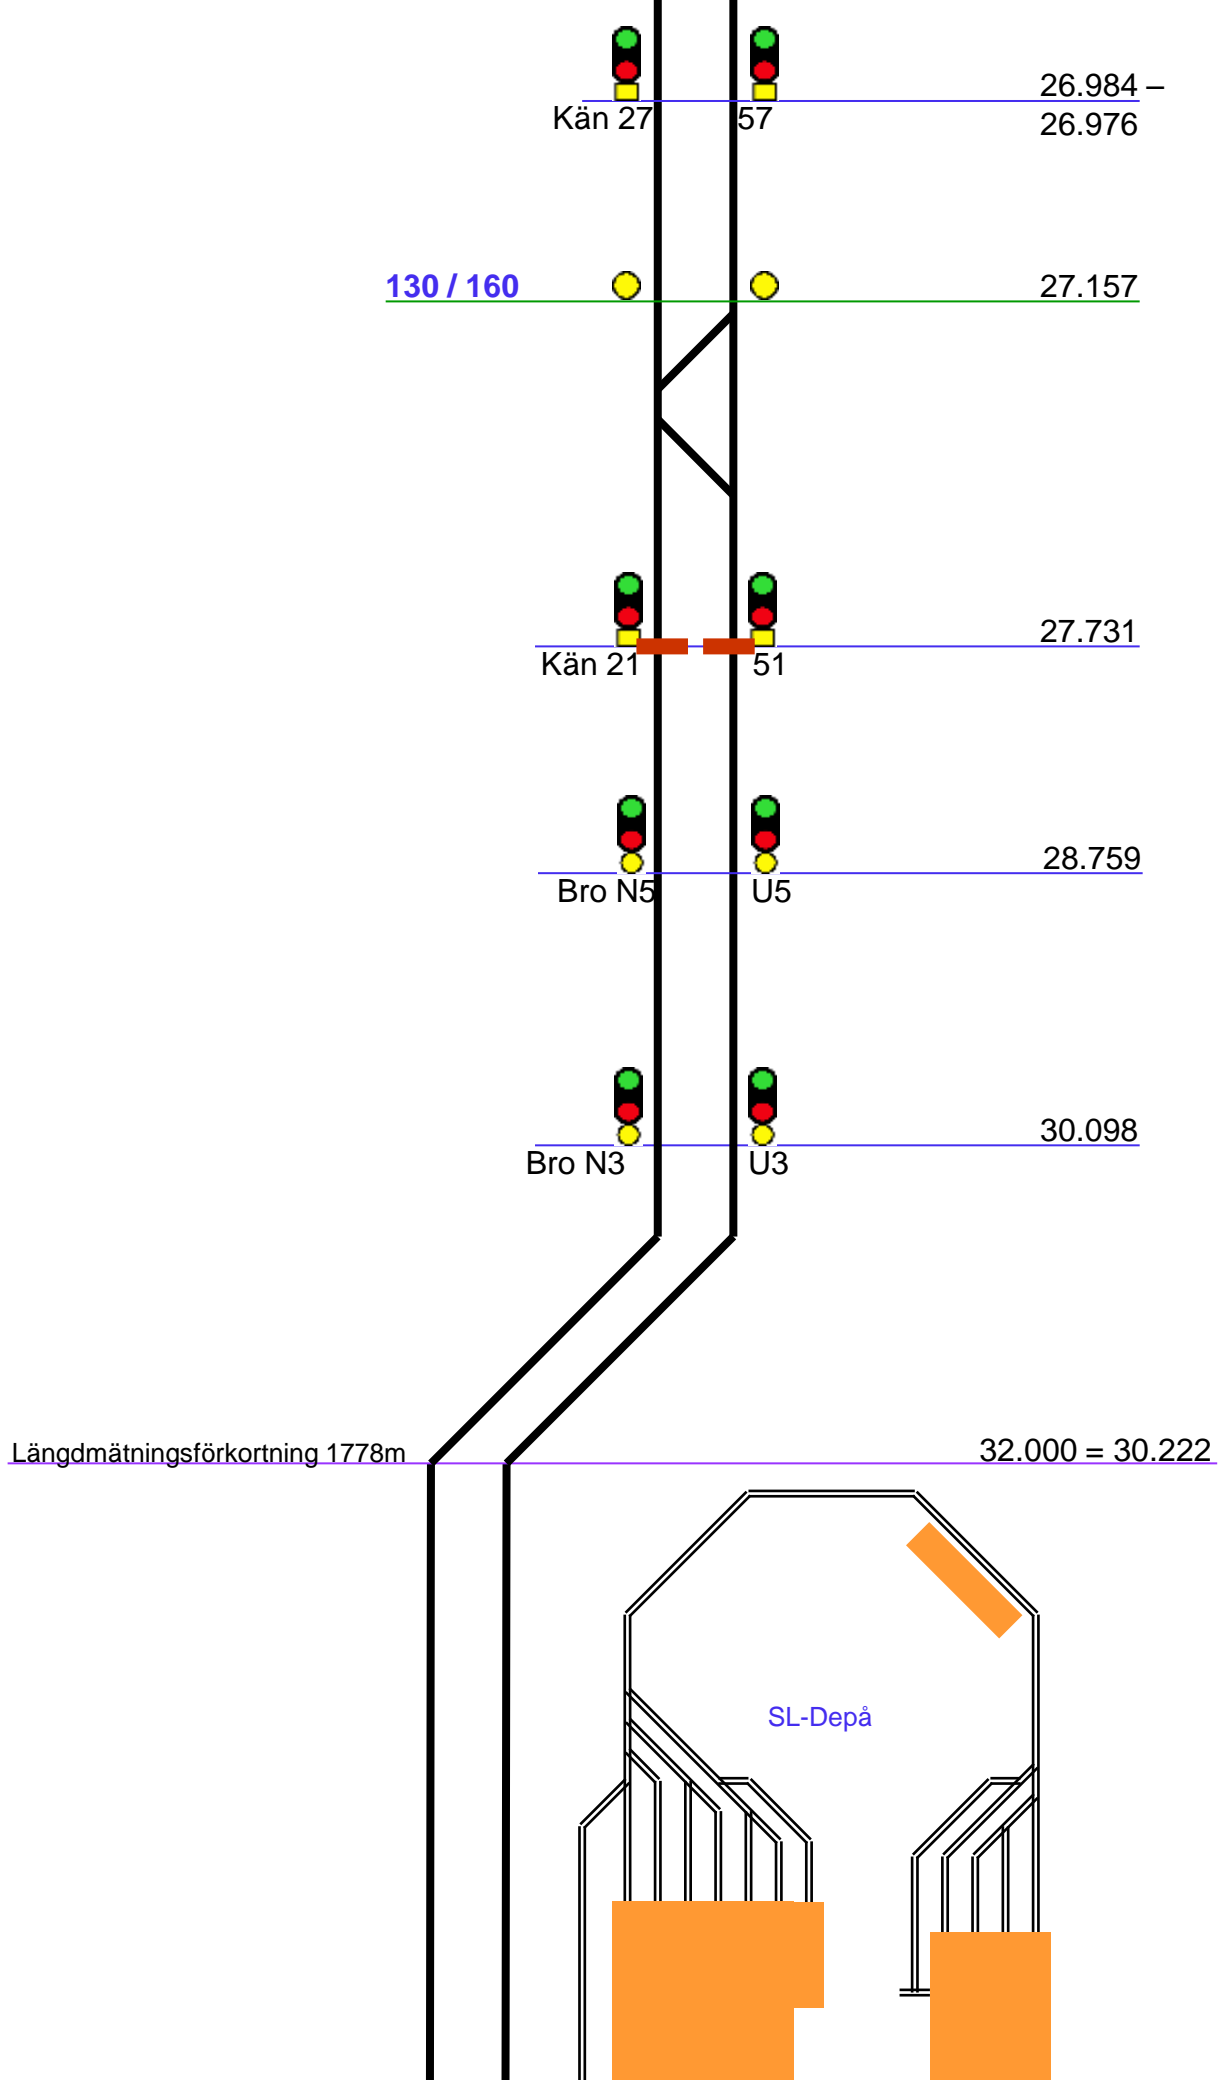 26.984 –
Kän 27 57 26.976
130 / 160 27.157
27.731
Kän 21 51
28.759
Bro N5 U5
30.098
Bro N3 U3
Längdmätningsförkortning 1778m 32.000 = 30.222
SL-Depå